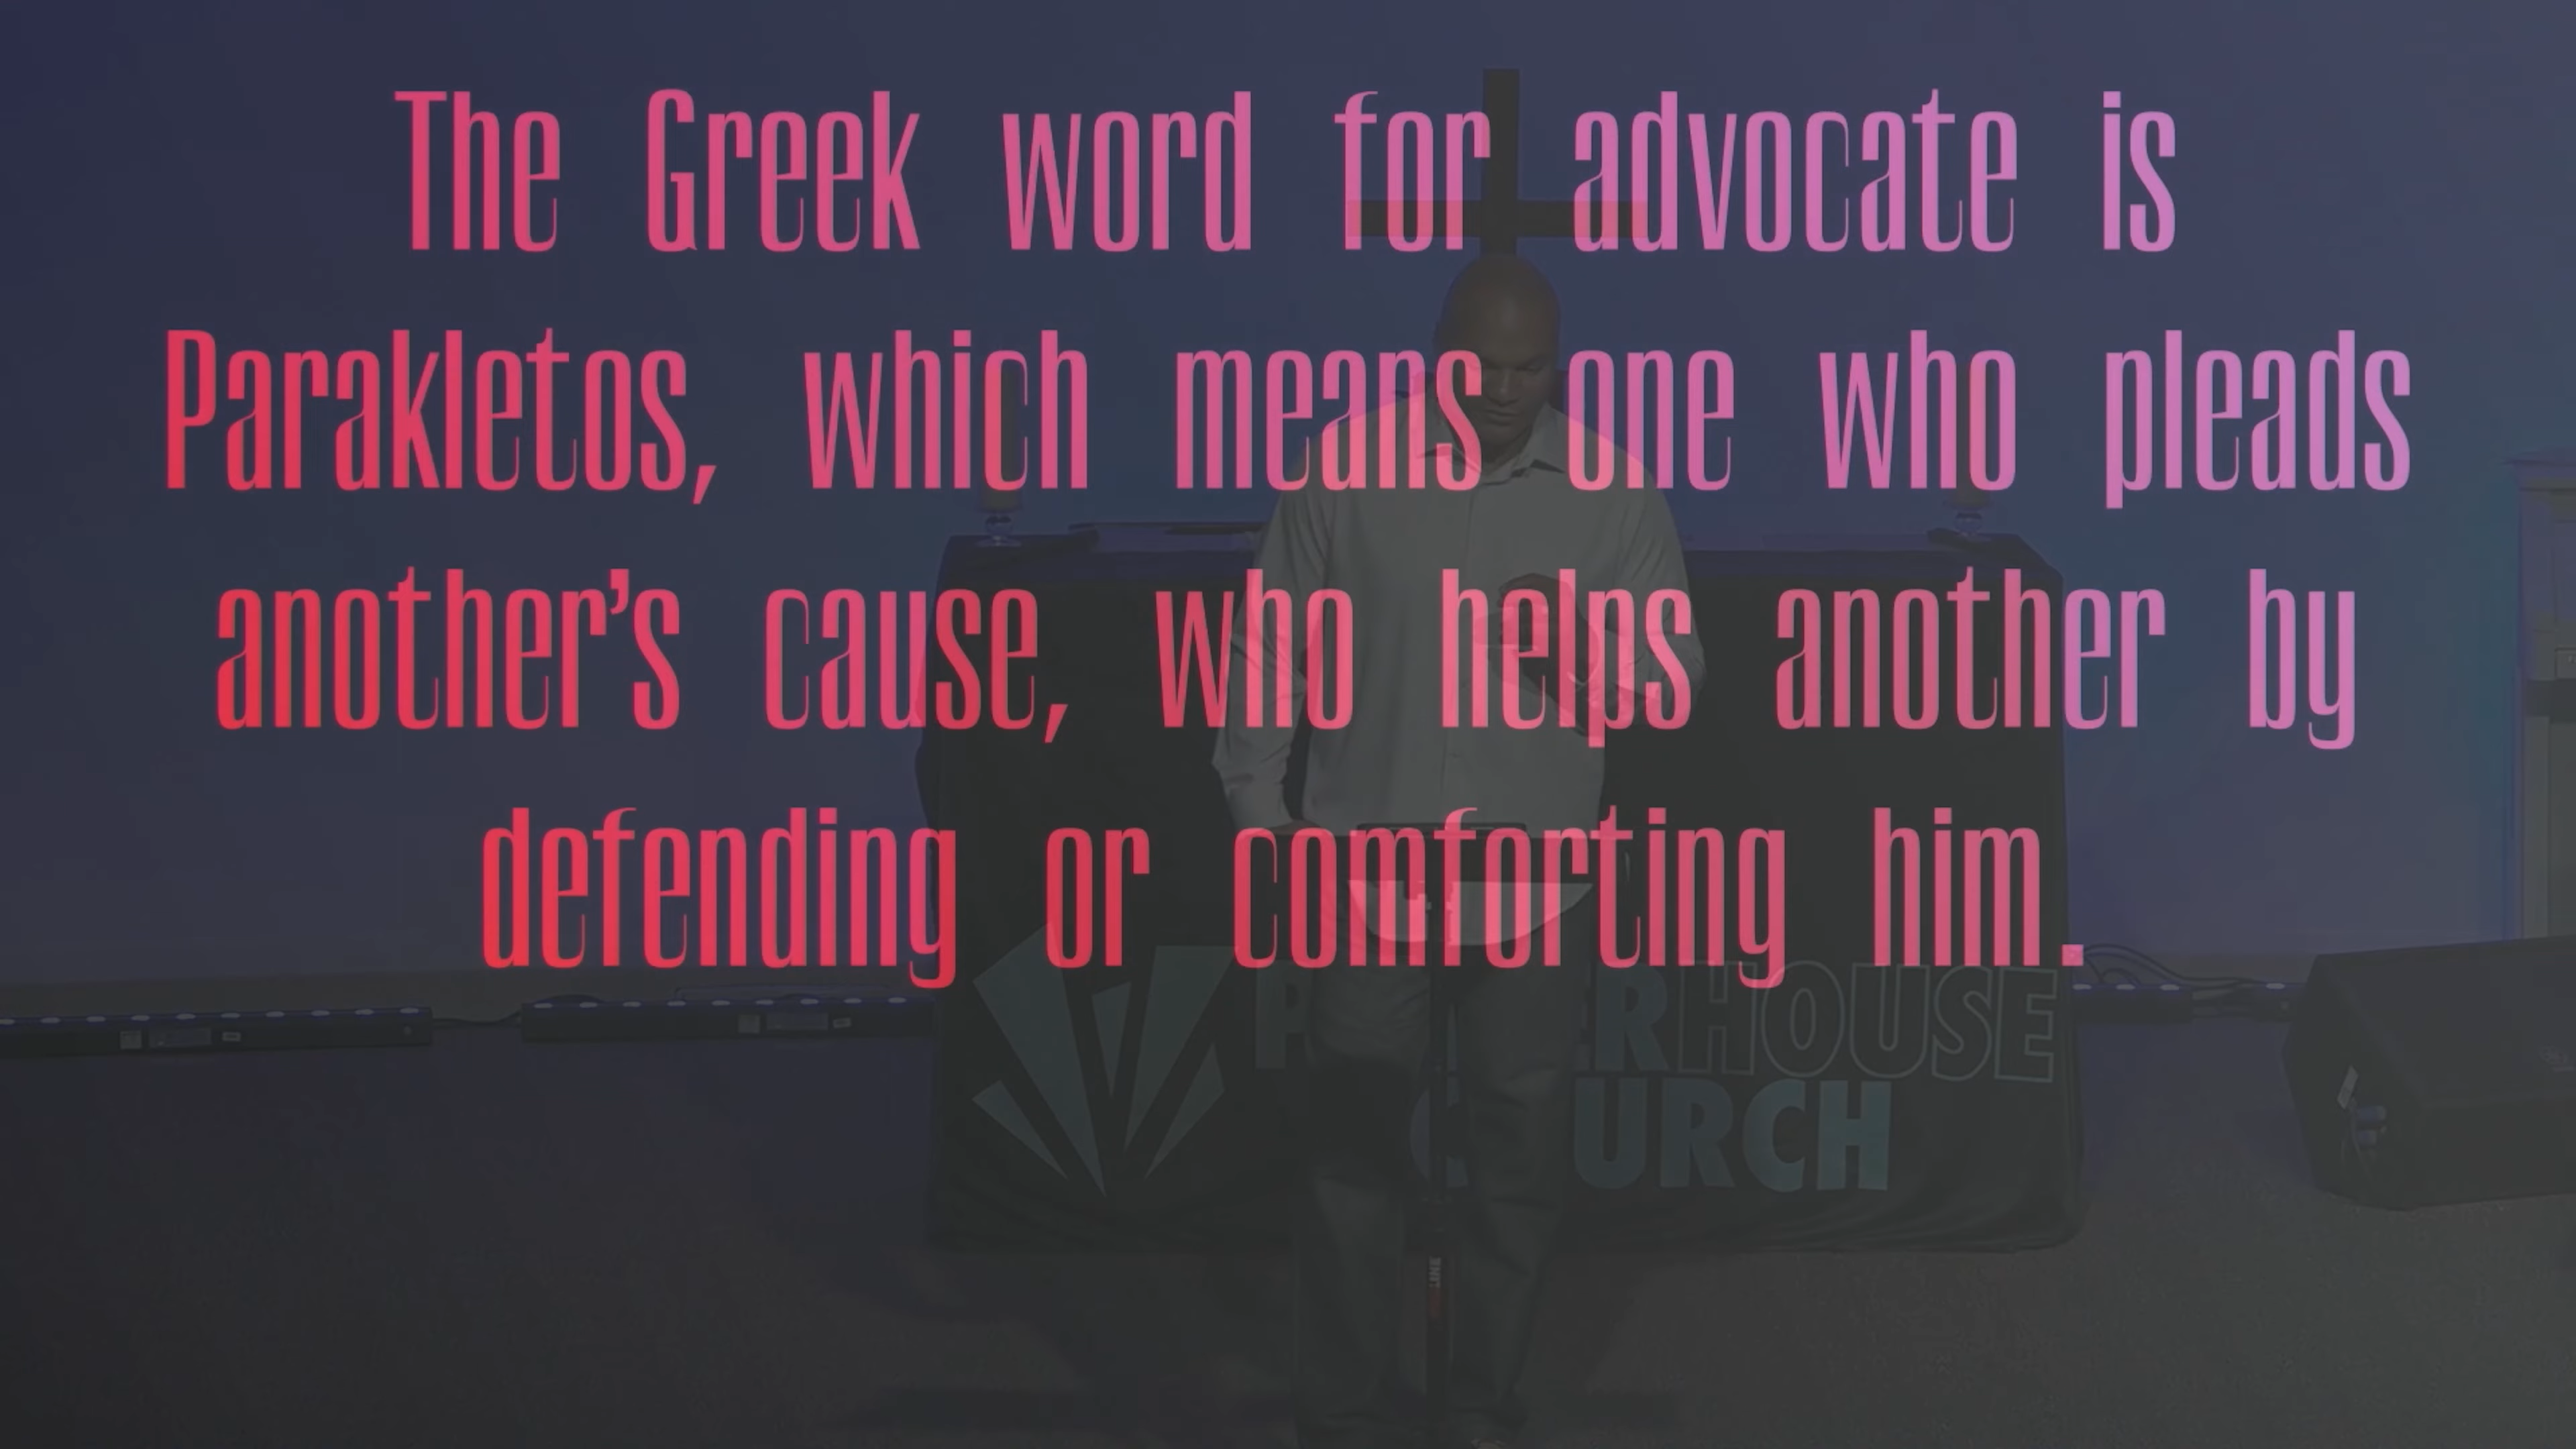 The Greek word for advocate is
Parakletos, which means one who pleads
another’s cause, who helps another by
defending or comforting him.
HOUSE